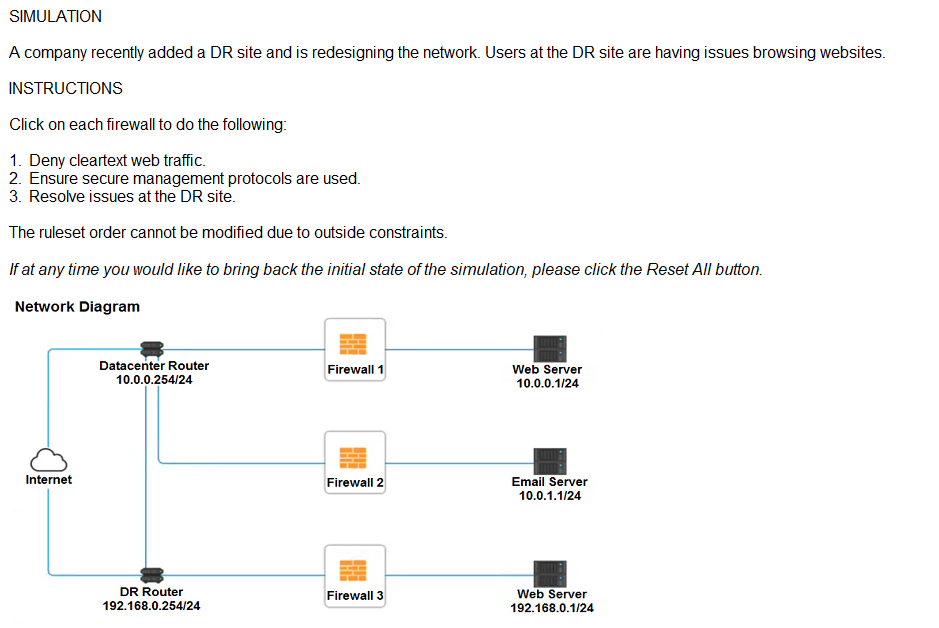 SIMULATION
A company recently added a DR site and is redesigning the network. Users at the DR site are having issues browsing websites.
INSTRUCTIONS
Click on each firewall to do the following:
1. Deny cleartext web traffic.
2. Ensure secure management protocols are used.
3. Resolve issues at the DR site.
The ruleset order cannot be modified due to outside constraints.
If at any time you would like to bring back the initial state of the simulation, please click the Reset All button.
Network Diagram
Datacenter Router
10.0.0.254/24
Firewall 1
Web Server
10.0.0.1/24
Internet
Firewall 2
Email Server
10.0.1.1/24
DR Router
192.168.0.254/24
Firewall 3
Web Server
192.168.0.1/24